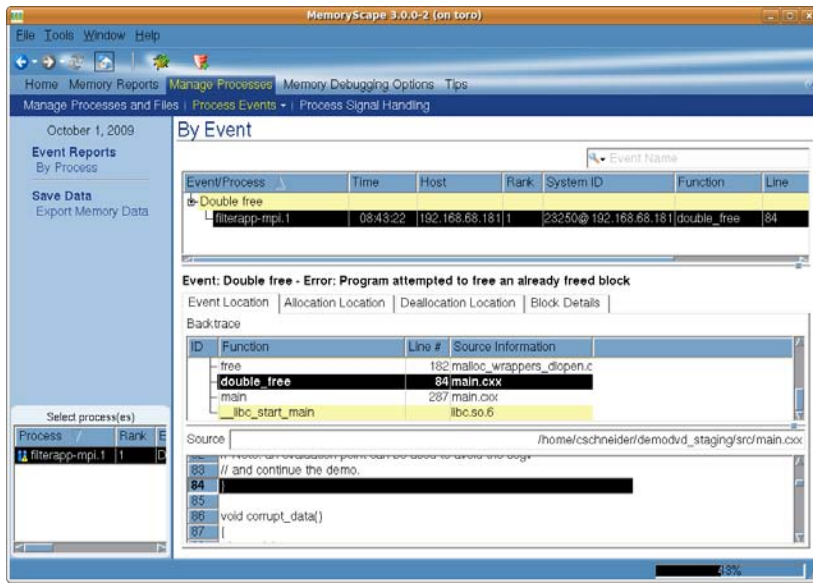 MemoryScape 3.0.0-2 (on toro)
File Tools Window Help
Home Memory Reports Manage Processes Memory Debugging Options Tips
Manage Processes and Files | Process Events | Process Signal Handling
October 1, 2009
Event Reports
By Process
Save Data
Export Memory Data
By Event
Event Name
Event/Process Time Host Rank System ID Function Line
Double free
filterapp-mpi.1 08:43:22 192.168.68.181 1 23250@192.168.68.181 double_free 84
Event: Double free - Error: Program attempted to free an already freed block
Event Location Allocation Location Deallocation Location Block Details
Backtrace
ID Function Line # Source Information
free 182 malloc_wrappers_dlopen.c
double_free 84 main.cxx
main 287 main.cxx
__libc_start_main libc.so.6
Select process(es)
Process Rank E
filterapp-mpi.1 1 D
Source /home/cschneider/demodvd_staging/src/main.cxx
83 // and continue the demo.
84 }
85
86 void corrupt_data()
87 {
48%